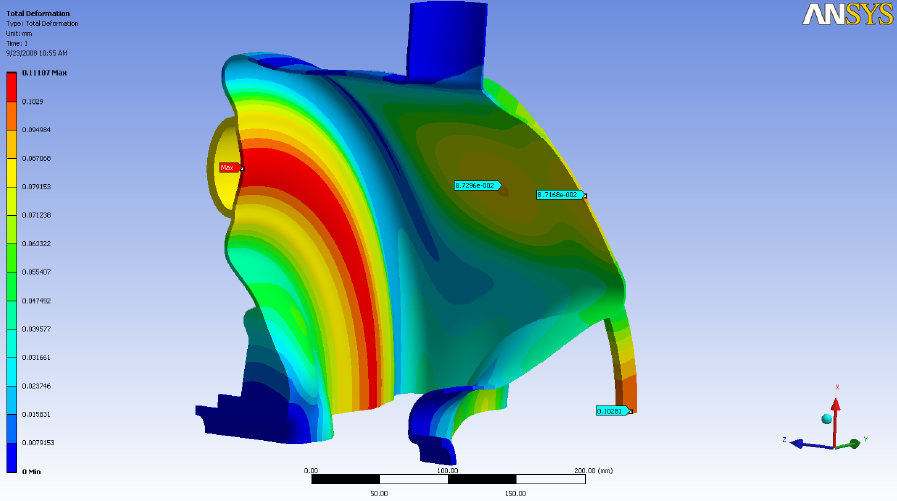 Total Deformation
Type: Total Deformation
Unit: mm
Time: 1
9/23/2008 10:55 AM
ANSYS
0.11107 Max
0.1029
0.094984
0.087068
0.079153
0.071238
0.063322
0.055407
0.047492
0.039577
0.031661
0.023746
0.015831
0.0079153
0 Min
Max
8.7296e-002
8.7168e-002
0.10281
X
Y
Z
0.00 100.00 200.00 (mm)
50.00 150.00